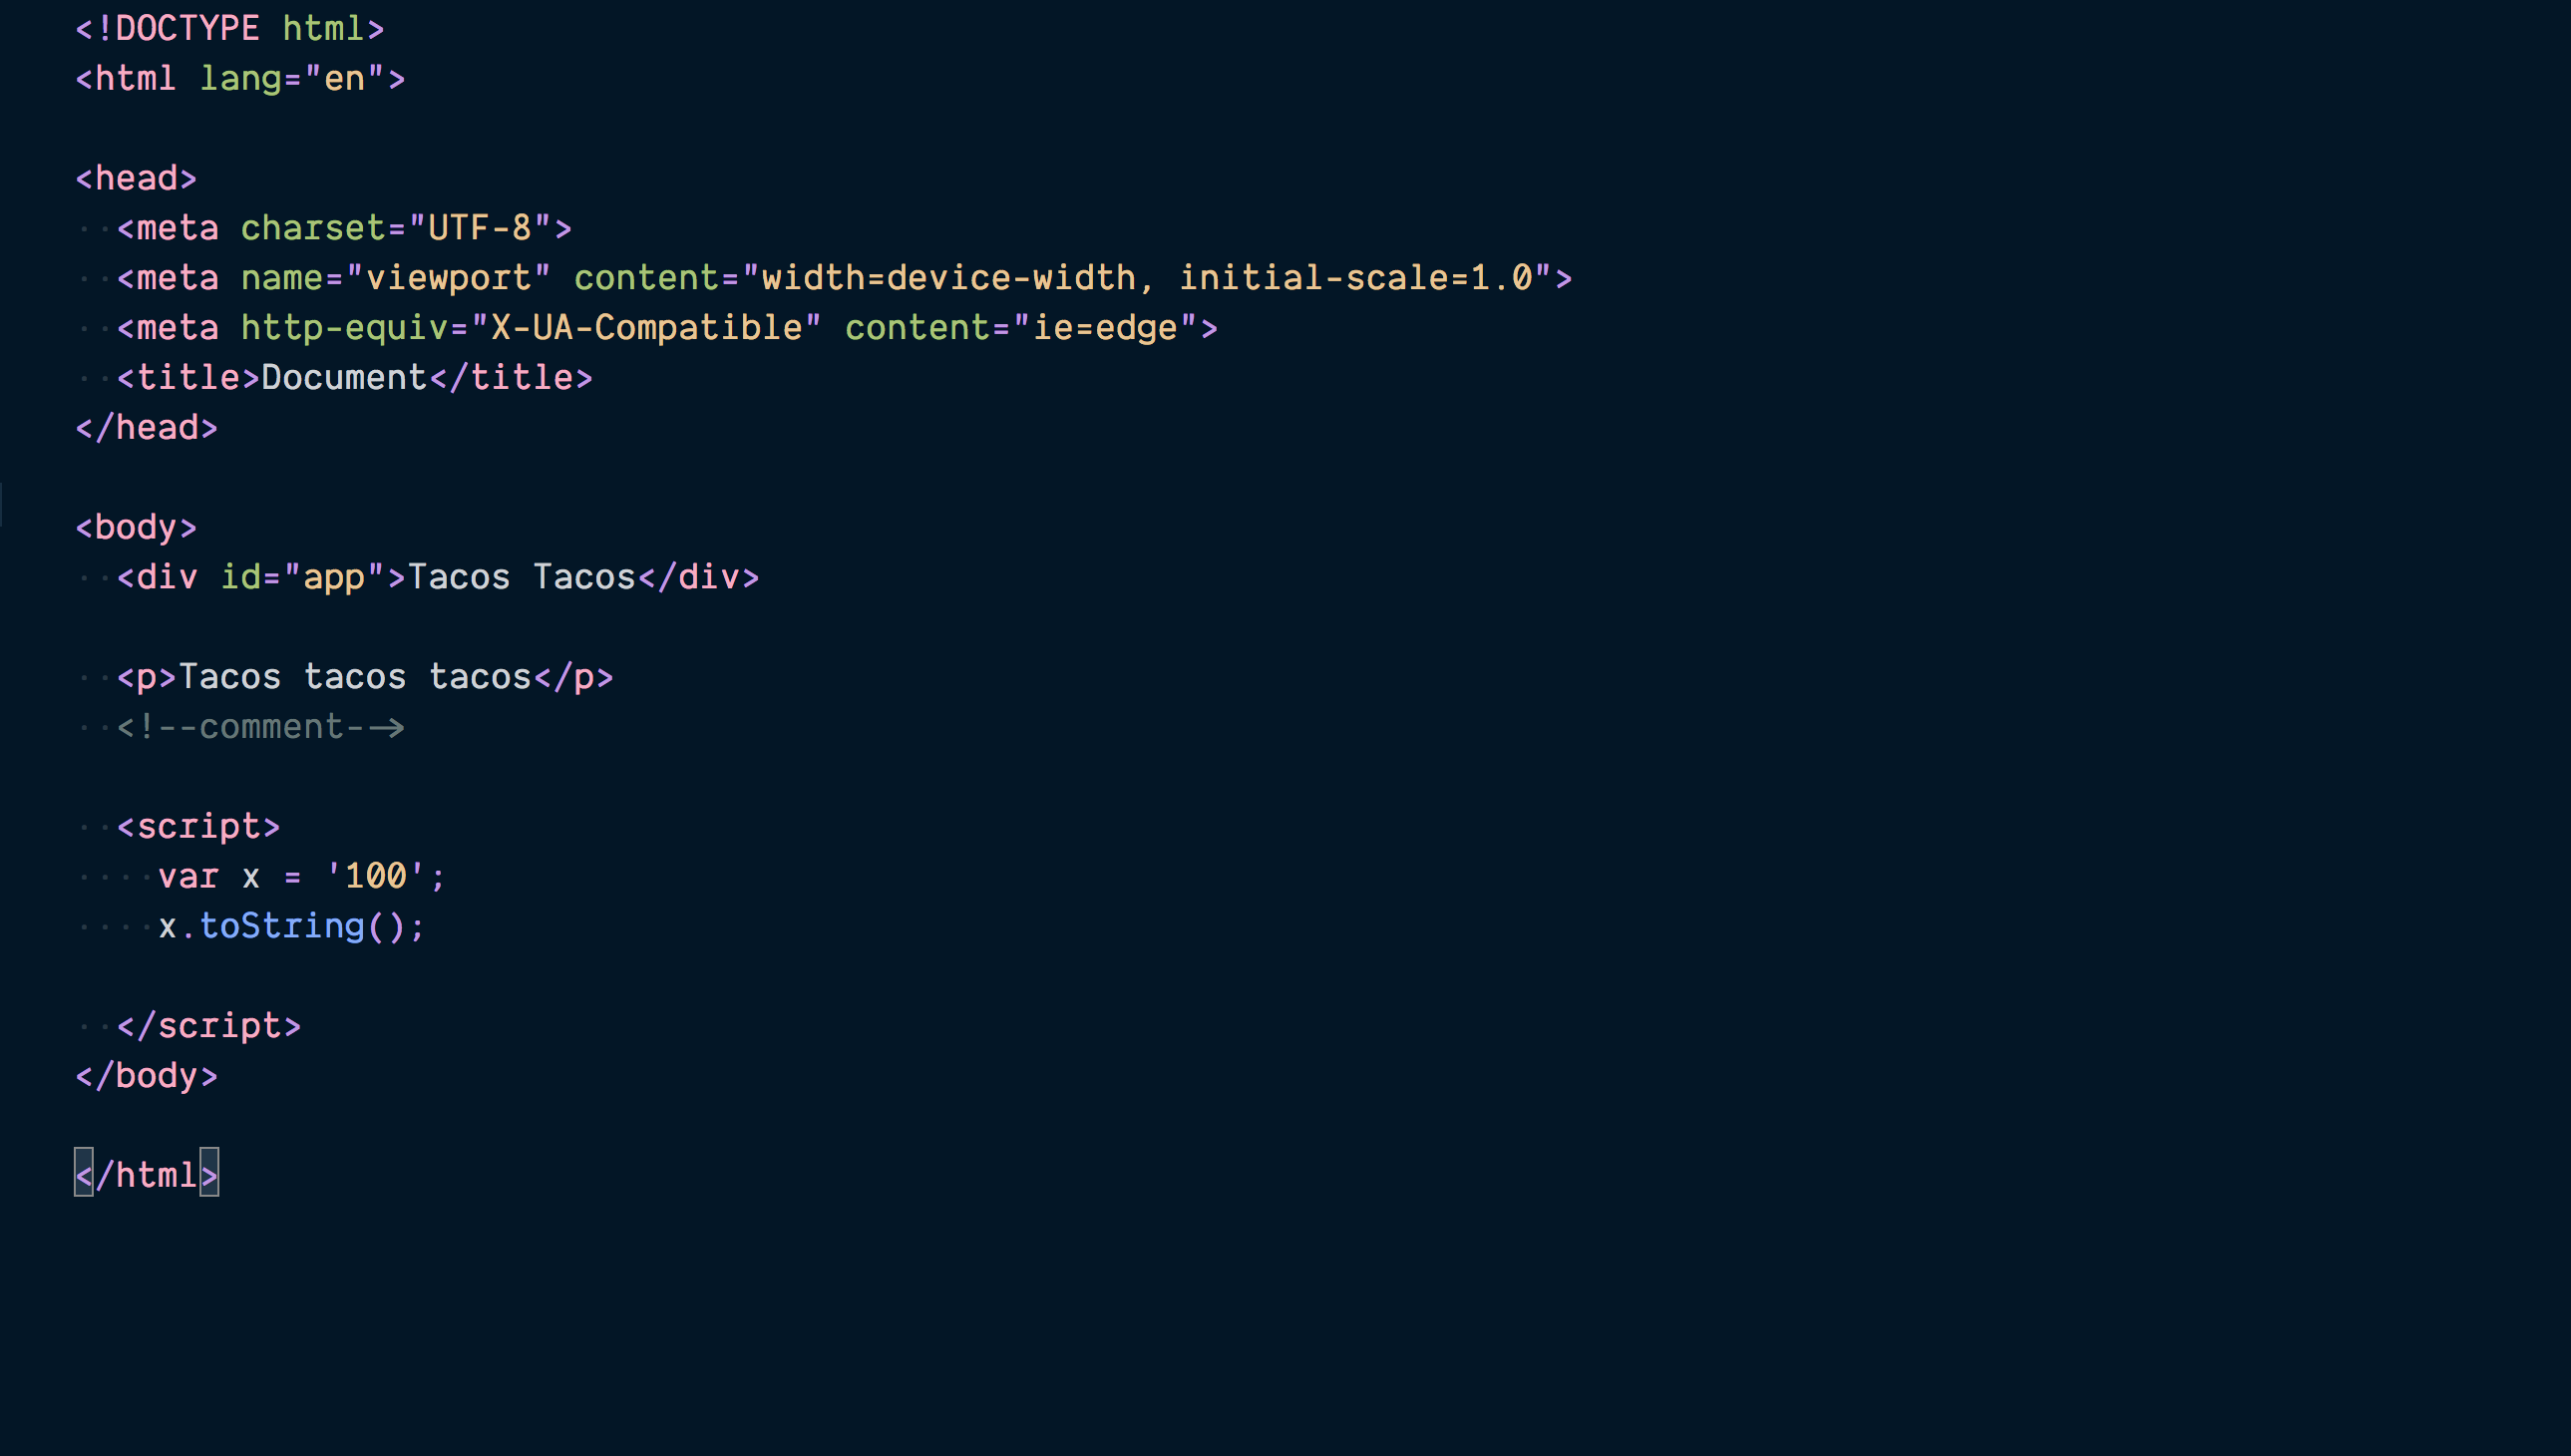 <!DOCTYPE html>
<html lang="en">
<head>
  <meta charset="UTF-8">
  <meta name="viewport" content="width=device-width, initial-scale=1.0">
  <meta http-equiv="X-UA-Compatible" content="ie=edge">
  <title>Document</title>
</head>
<body>
  <div id="app">Tacos Tacos</div>
  <p>Tacos tacos tacos</p>
  <!--comment-->
  <script>
    var x = '100';
    x.toString();
  </script>
</body>
</html>